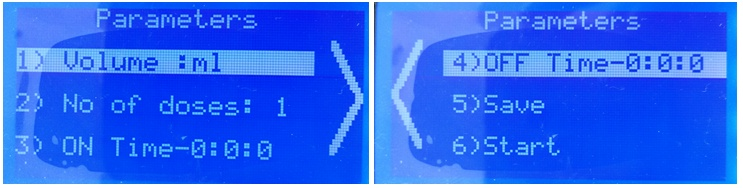 Parameters
1) Volume :ml
2) No of doses: 1
3) ON Time-0:0:0
Parameters
4)OFF Time-0:0:0
5)Save
6)Start